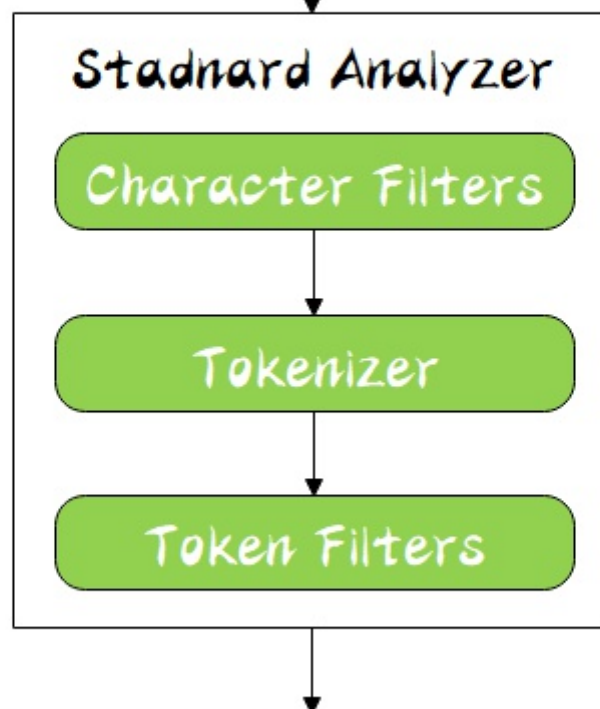 Stadnard Analyzer
Character Filters
Tokenizer
Token Filters